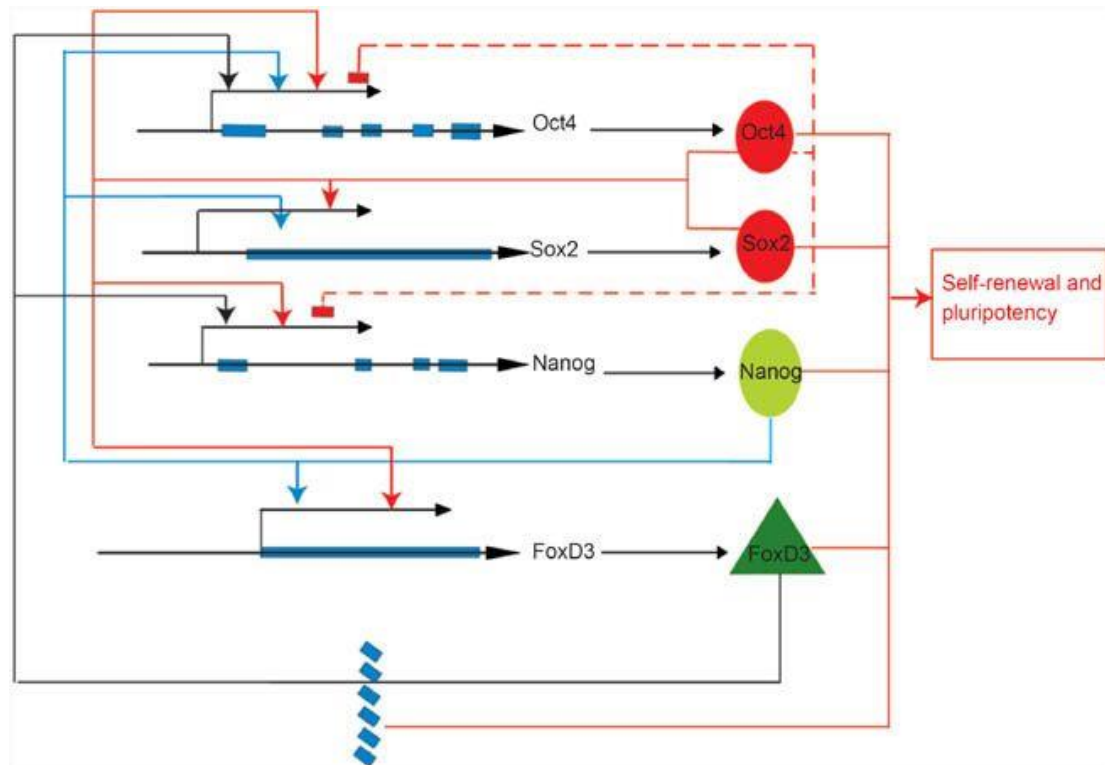 Oct4
Oct4
Sox2
Sox2
Self-renewal and
pluripotency
Nanog
Nanog
FoxD3
FoxD3